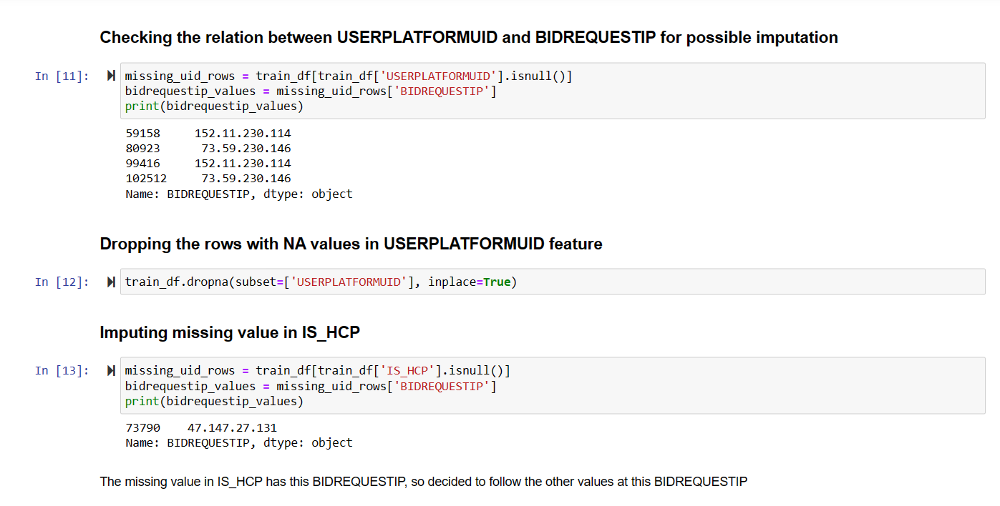 Checking the relation between USERPLATFORMUID and BIDREQUESTIP for possible imputation
In [11]:
missing_uid_rows = train_df[train_df['USERPLATFORMUID'].isnull()]
bidrequestip_values = missing_uid_rows['BIDREQUESTIP']
print(bidrequestip_values)
59158     152.11.230.114
80923      73.59.230.146
99416     152.11.230.114
102512     73.59.230.146
Name: BIDREQUESTIP, dtype: object
Dropping the rows with NA values in USERPLATFORMUID feature
In [12]:
train_df.dropna(subset=['USERPLATFORMUID'], inplace=True)
Imputing missing value in IS_HCP
In [13]:
missing_uid_rows = train_df[train_df['IS_HCP'].isnull()]
bidrequestip_values = missing_uid_rows['BIDREQUESTIP']
print(bidrequestip_values)
73790    47.147.27.131
Name: BIDREQUESTIP, dtype: object
The missing value in IS_HCP has this BIDREQUESTIP, so decided to follow the other values at this BIDREQUESTIP